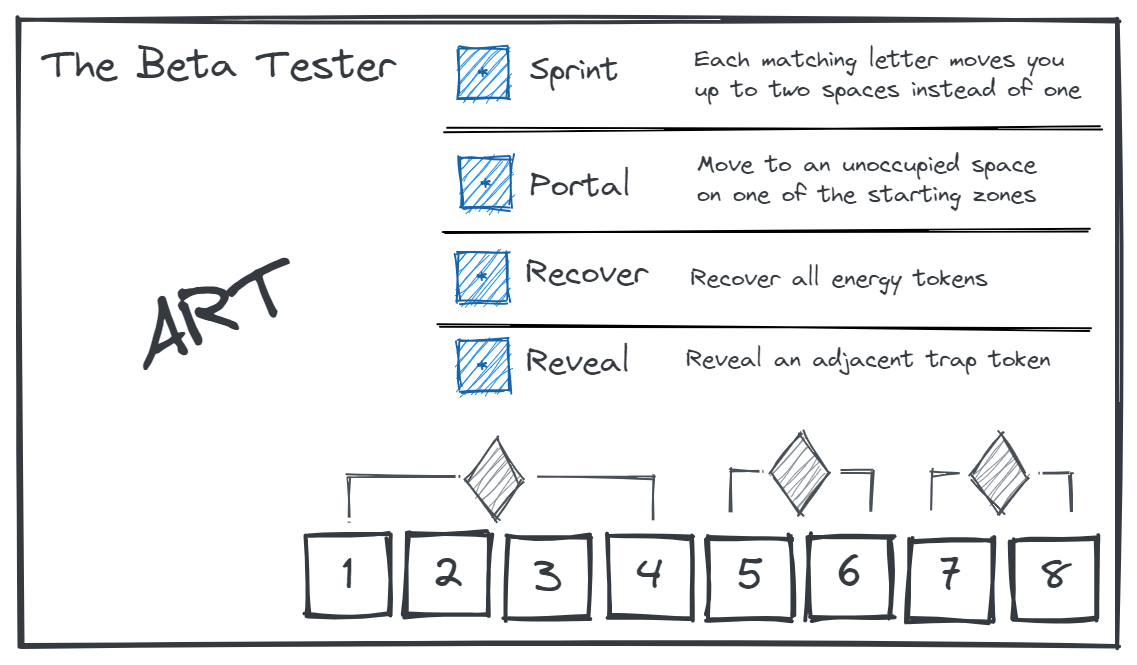 The Beta Tester
* Sprint
Each matching letter moves you
up to two spaces instead of one
* Portal
Move to an unoccupied space
on one of the starting zones
* Recover
Recover all energy tokens
* Reveal
Reveal an adjacent trap token
ART
1 2 3 4 5 6 7 8